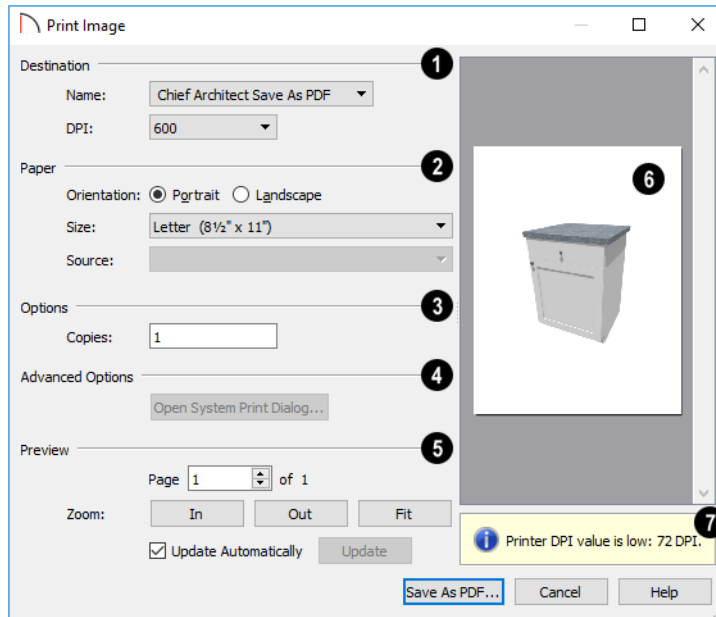 Print Image
Destination
1
Name:
Chief Architect Save As PDF
DPI:
600
Paper
2
Orientation:
Portrait
Landscape
Size:
Letter (8½" x 11")
Source:
Options
3
Copies:
1
Advanced Options
4
Open System Print Dialog...
Preview
5
Page 1 of 1
Zoom:
In
Out
Fit
Update Automatically
Update
6
7
Printer DPI value is low: 72 DPI.
Save As PDF...
Cancel
Help